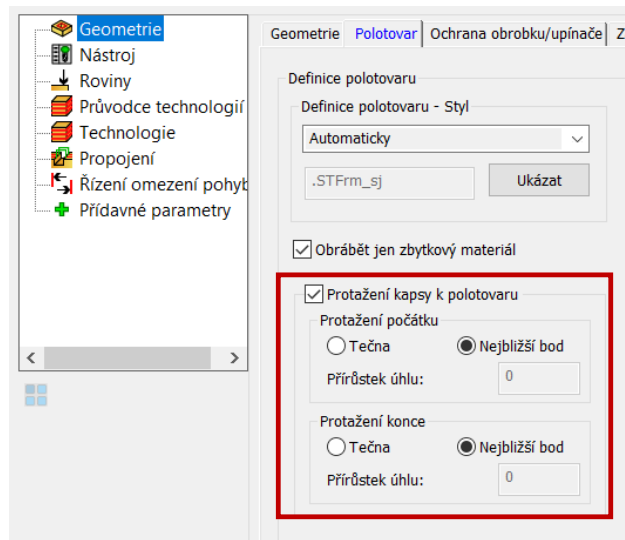 Geometrie
Nástroj
Roviny
Průvodce technologií
Technologie
Propojení
Řízení omezení pohyb
Přídavné parametry
Geometrie Polotovar Ochrana obrobku/upínače Z
Definice polotovaru
Definice polotovaru - Styl
Automaticky
.STFrm_sj Ukázat
Obrábět jen zbytkový materiál
Protažení kapsy k polotovaru
Protažení počátku
Tečna Nejbližší bod
Přírůstek úhlu: 0
Protažení konce
Tečna Nejbližší bod
Přírůstek úhlu: 0